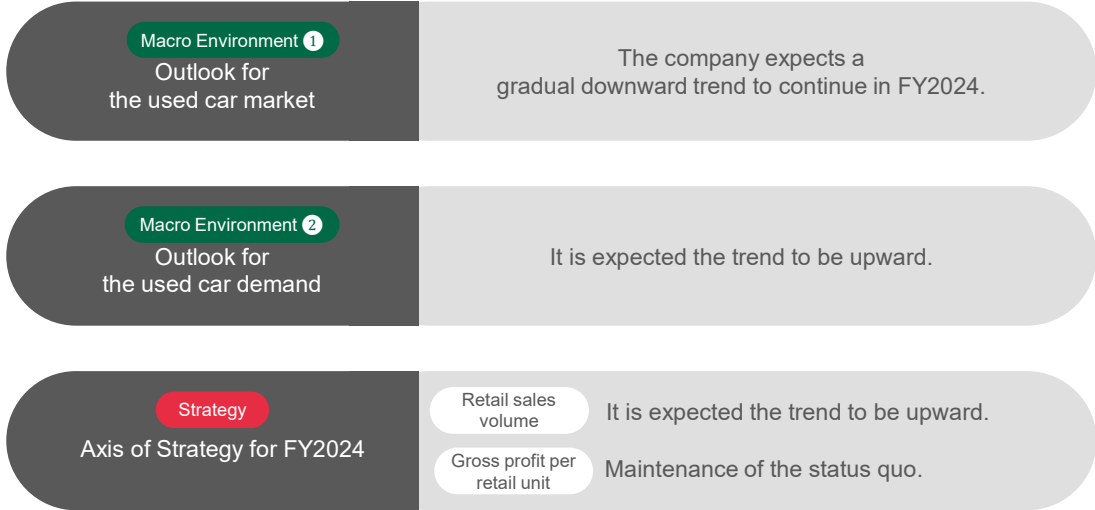 Macro Environment ❶
Outlook for
the used car market
The company expects a
gradual downward trend to continue in FY2024.
Macro Environment ❷
Outlook for
the used car demand
It is expected the trend to be upward.
Strategy
Axis of Strategy for FY2024
Retail sales
volume
It is expected the trend to be upward.
Gross profit per
retail unit
Maintenance of the status quo.